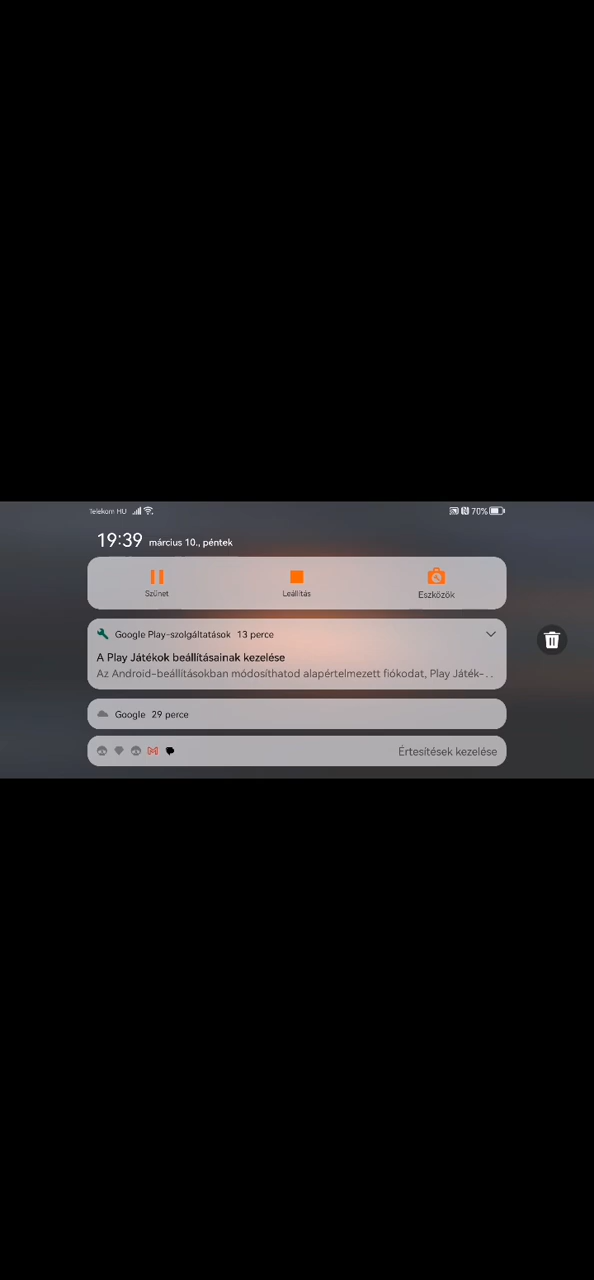 Telekom HU
70%
19:39 március 10., péntek
Szünet
Leállítás
Eszközök
Google Play-szolgáltatások 13 perce
A Play Játékok beállításainak kezelése
Az Android-beállításokban módosíthatod alapértelmezett fiókodat, Play Játék-...
Google 29 perce
Értesítések kezelése